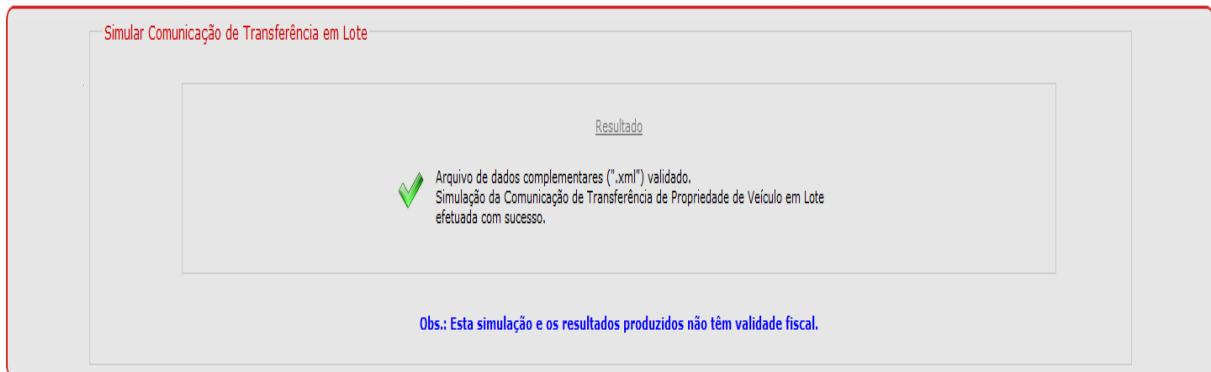 Simular Comunicação de Transferência em Lote
Resultado
Arquivo de dados complementares (".xml") validado.
Simulação da Comunicação de Transferência de Propriedade de Veículo em Lote
efetuada com sucesso.
Obs.: Esta simulação e os resultados produzidos não têm validade fiscal.